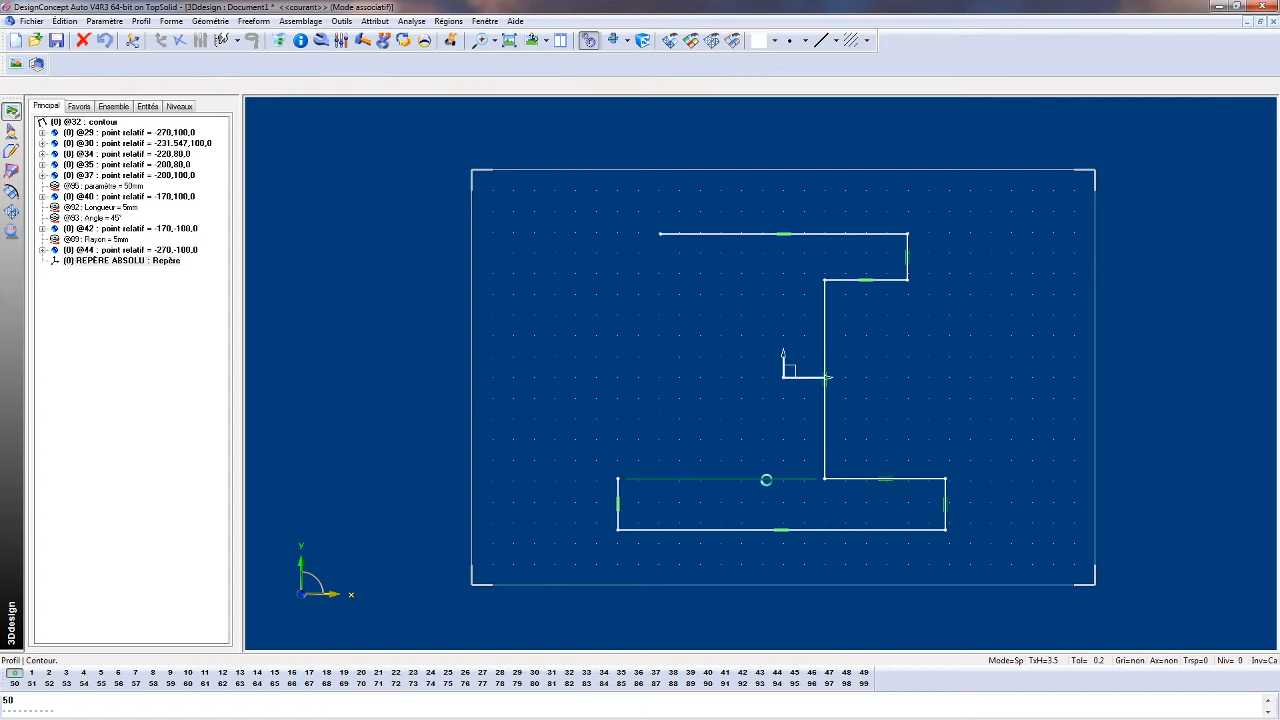 DesignConcept Auto V4R3 64-bit on TopSolid - [3Ddesign : Document1 * <<courant>> (Mode associatif)]
Fichier Édition Paramètre Profil Forme Géométrie Chaudronnerie Assemblage Outils Attribut Analyse Régions Fenêtre Aide
Principal Favoris Ensemble Entités Niveaux
(0) @32 : contour
(0) @29 : point relatif = -270,100,0
(0) @30 : point relatif = -231.547,100,0
(0) @34 : point relatif = -220,80,0
(0) @35 : point relatif = -200,80,0
(0) @37 : point relatif = -200,100,0
@95 : paramètre = 50mm
(0) @40 : point relatif = -170,100,0
@92 : Longueur = 5mm
@93 : Angle = 45°
(0) @42 : point relatif = -170,-100,0
@89 : Rayon = 5mm
(0) @44 : point relatif = -270,-100,0
(0) REPÈRE ABSOLU : Repère
y
x
3Ddesign
Profil | Contour.
Mode=Sp TxH=3.5 Tol= 0.2 Gri=non Ax=non Trsp=0 Niv= 0 Inv=Ca
0 1 2 3 4 5 6 7 8 9 10 11 12 13 14 15 16 17 18 19 20 21 22 23 24 25 26 27 28 29 30 31 32 33 34 35 36 37 38 39 40 41 42 43 44 45 46 47 48 49
50 51 52 53 54 55 56 57 58 59 60 61 62 63 64 65 66 67 68 69 70 71 72 73 74 75 76 77 78 79 80 81 82 83 84 85 86 87 88 89 90 91 92 93 94 95 96 97 98 99
50
----------